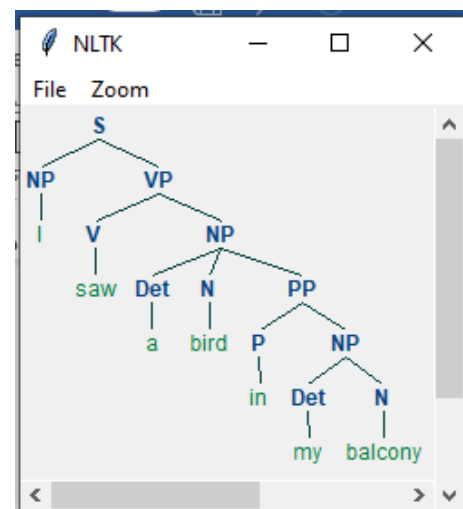 NLTK
File Zoom
S
NP VP
I V NP
saw Det N PP
a bird P NP
in Det N
my balcony